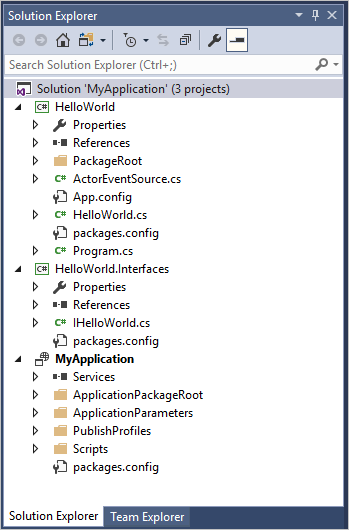 Solution Explorer
Search Solution Explorer (Ctrl+;)
Solution 'MyApplication' (3 projects)
C# HelloWorld
Properties
References
PackageRoot
C# ActorEventSource.cs
App.config
C# HelloWorld.cs
packages.config
C# Program.cs
C# HelloWorld.Interfaces
Properties
References
C# IHelloWorld.cs
packages.config
MyApplication
Services
ApplicationPackageRoot
ApplicationParameters
PublishProfiles
Scripts
packages.config
Solution Explorer Team Explorer